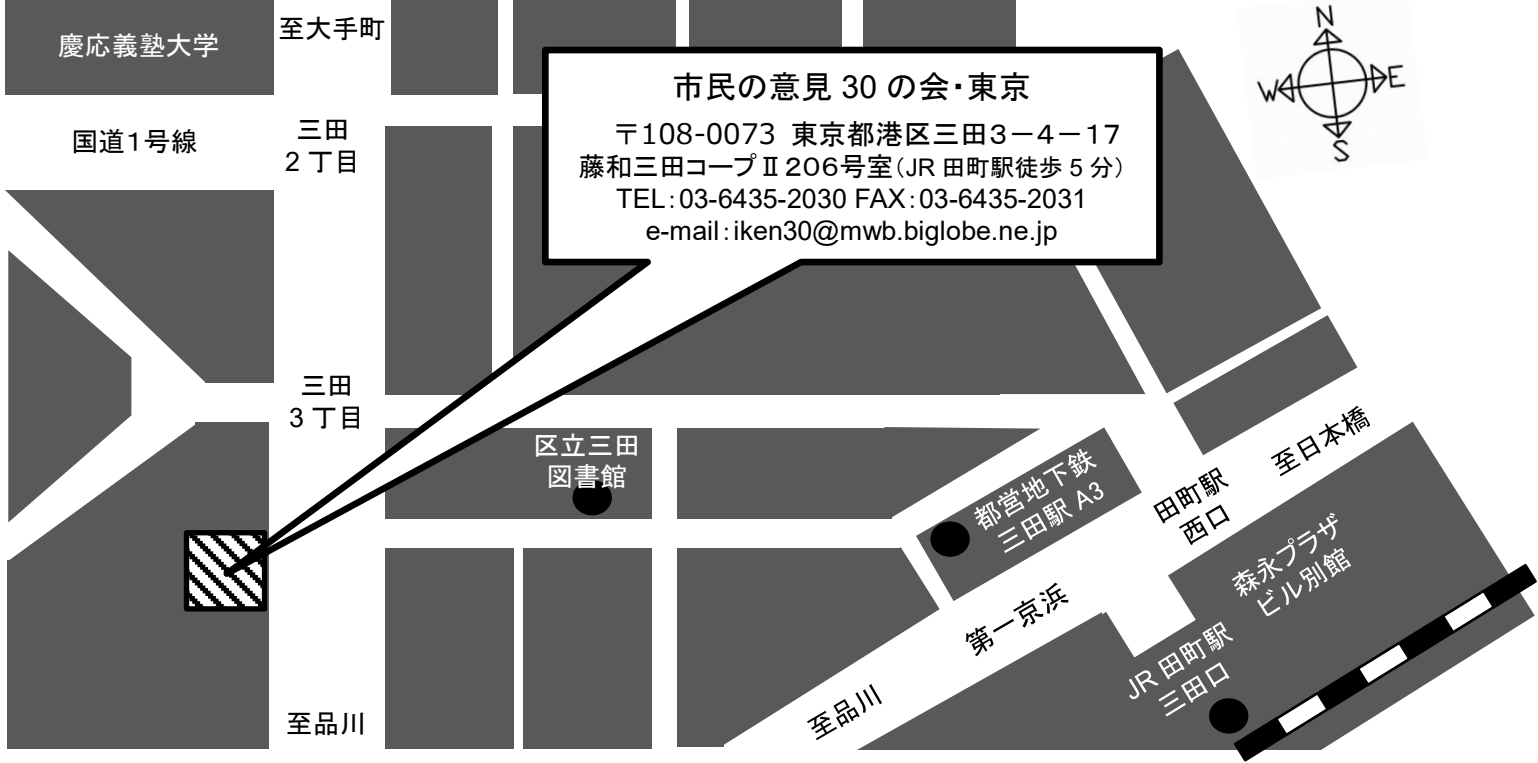 慶応義塾大学
至大手町
市民の意見 30 の会・東京
〒108-0073 東京都港区三田3－4－17
藤和三田コープⅡ206号室(JR 田町駅徒歩 5 分)
TEL:03-6435-2030 FAX:03-6435-2031
e-mail:iken30@mwb.biglobe.ne.jp
N
W
E
S
国道1号線
三田
2 丁目
三田
3 丁目
区立三田
図書館
都営地下鉄
三田駅 A3
田町駅
西口
至日本橋
森永プラザ
ビル別館
第一京浜
JR 田町駅
三田口
至品川
至品川